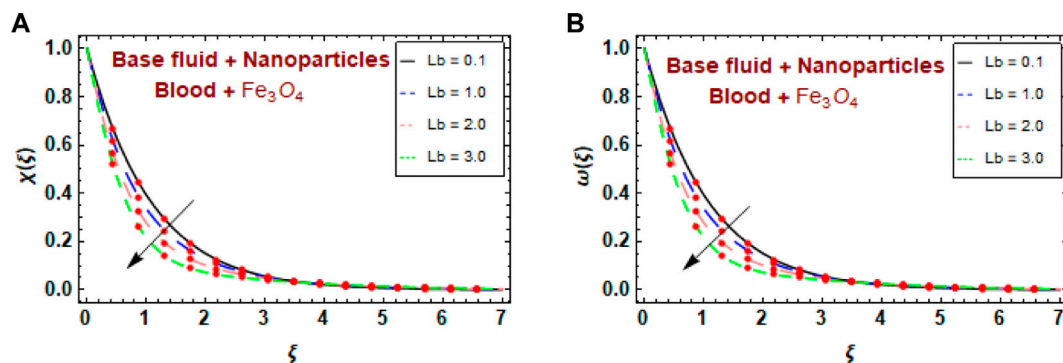 A
Base fluid + Nanoparticles
Blood + Fe₃O₄
Lb = 0.1
Lb = 1.0
Lb = 2.0
Lb = 3.0
χ(ξ)
1.0
0.8
0.6
0.4
0.2
0.0
0 1 2 3 4 5 6 7
ξ
B
Base fluid + Nanoparticles
Blood + Fe₃O₄
Lb = 0.1
Lb = 1.0
Lb = 2.0
Lb = 3.0
ω(ξ)
1.0
0.8
0.6
0.4
0.2
0.0
0 1 2 3 4 5 6 7
ξ